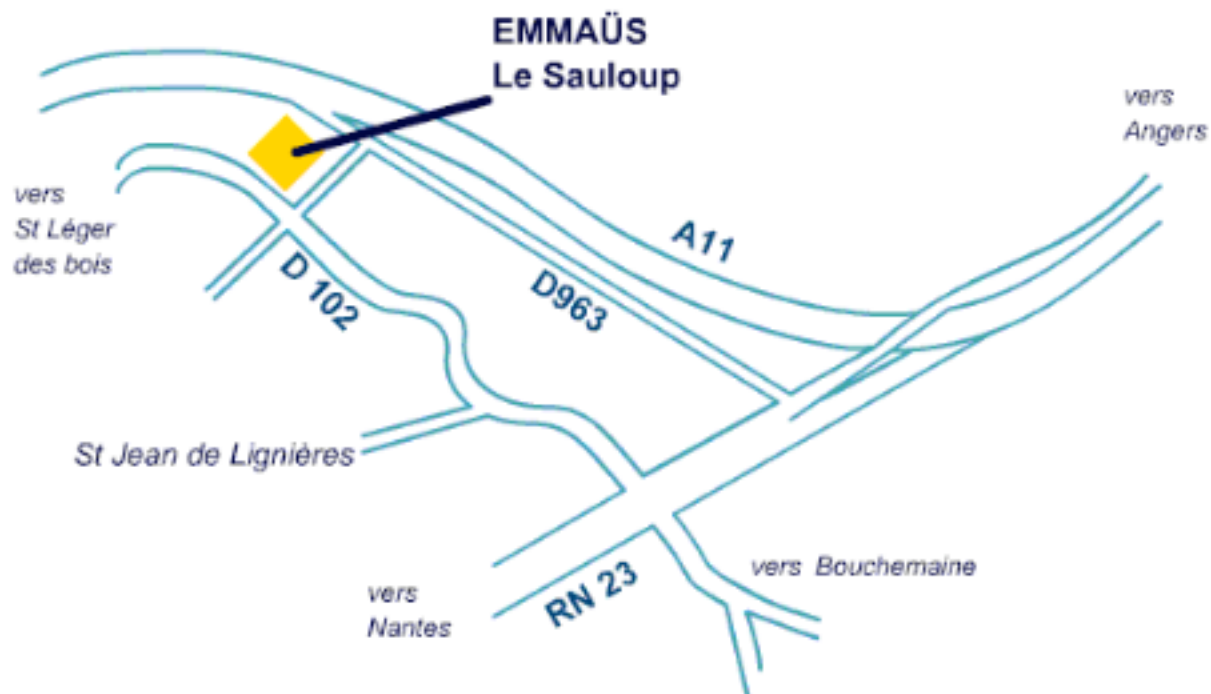 EMMAÜS
Le Sauloup
vers
Angers
vers
St Léger
des bois
A11
D963
D 102
St Jean de Lignières
vers Bouchemaine
RN 23
vers
Nantes